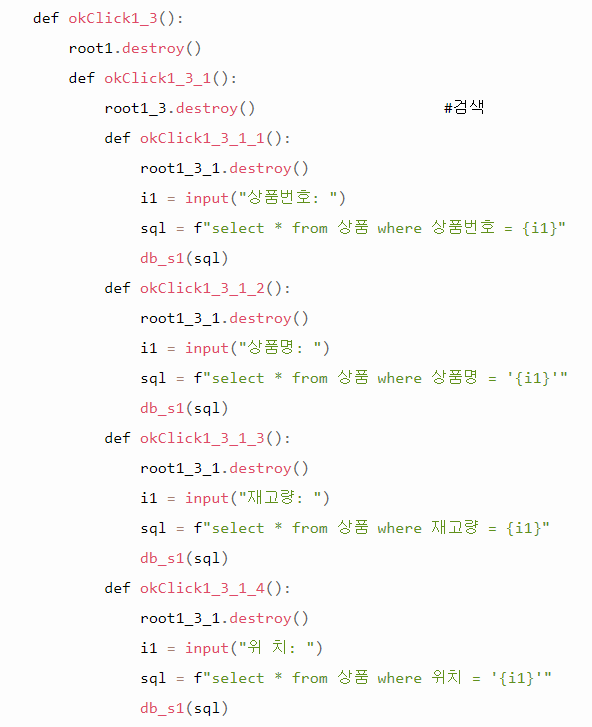 def okClick1_3():
    root1.destroy()
    def okClick1_3_1():
        root1_3.destroy()                     #검색
        def okClick1_3_1_1():
            root1_3_1.destroy()
            i1 = input("상품번호: ")
            sql = f"select * from 상품 where 상품번호 = {i1}"
            db_s1(sql)
        def okClick1_3_1_2():
            root1_3_1.destroy()
            i1 = input("상품명: ")
            sql = f"select * from 상품 where 상품명 = '{i1}'"
            db_s1(sql)
        def okClick1_3_1_3():
            root1_3_1.destroy()
            i1 = input("재고량: ")
            sql = f"select * from 상품 where 재고량 = {i1}"
            db_s1(sql)
        def okClick1_3_1_4():
            root1_3_1.destroy()
            i1 = input("위 치: ")
            sql = f"select * from 상품 where 위치 = '{i1}'"
            db_s1(sql)